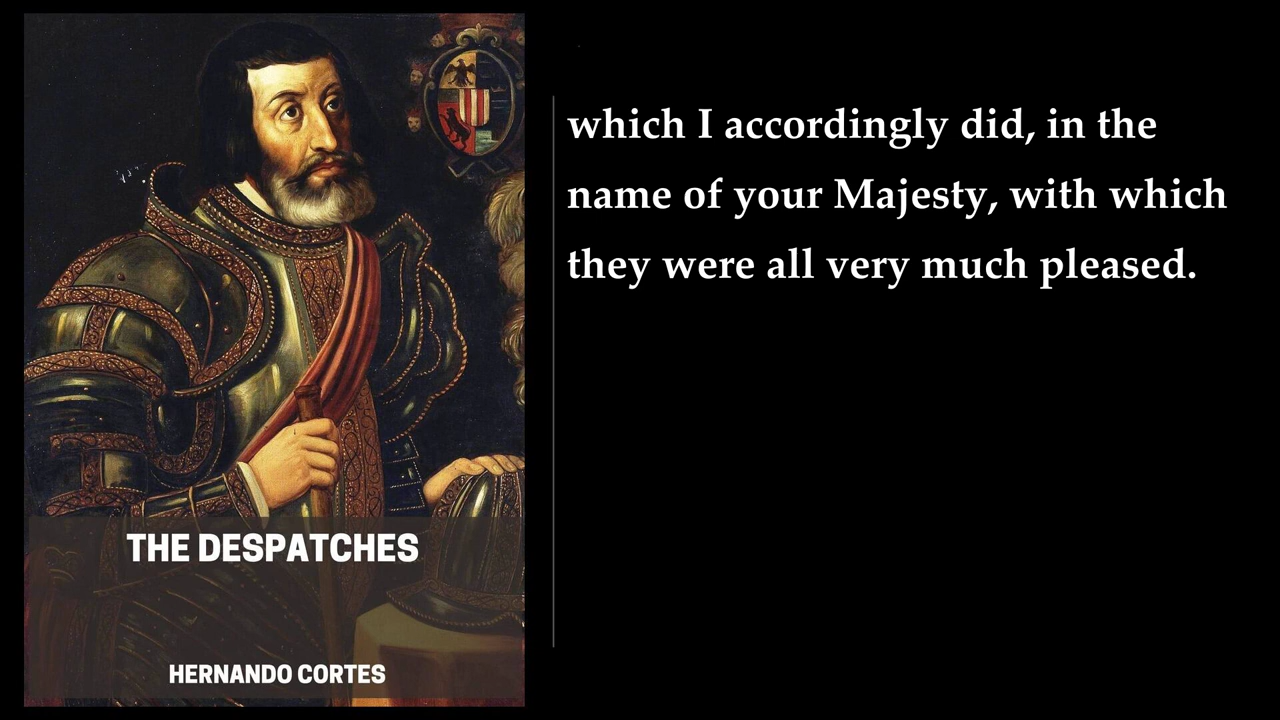 which I accordingly did, in the
name of your Majesty, with which
they were all very much pleased.
THE DESPATCHES
HERNANDO CORTES